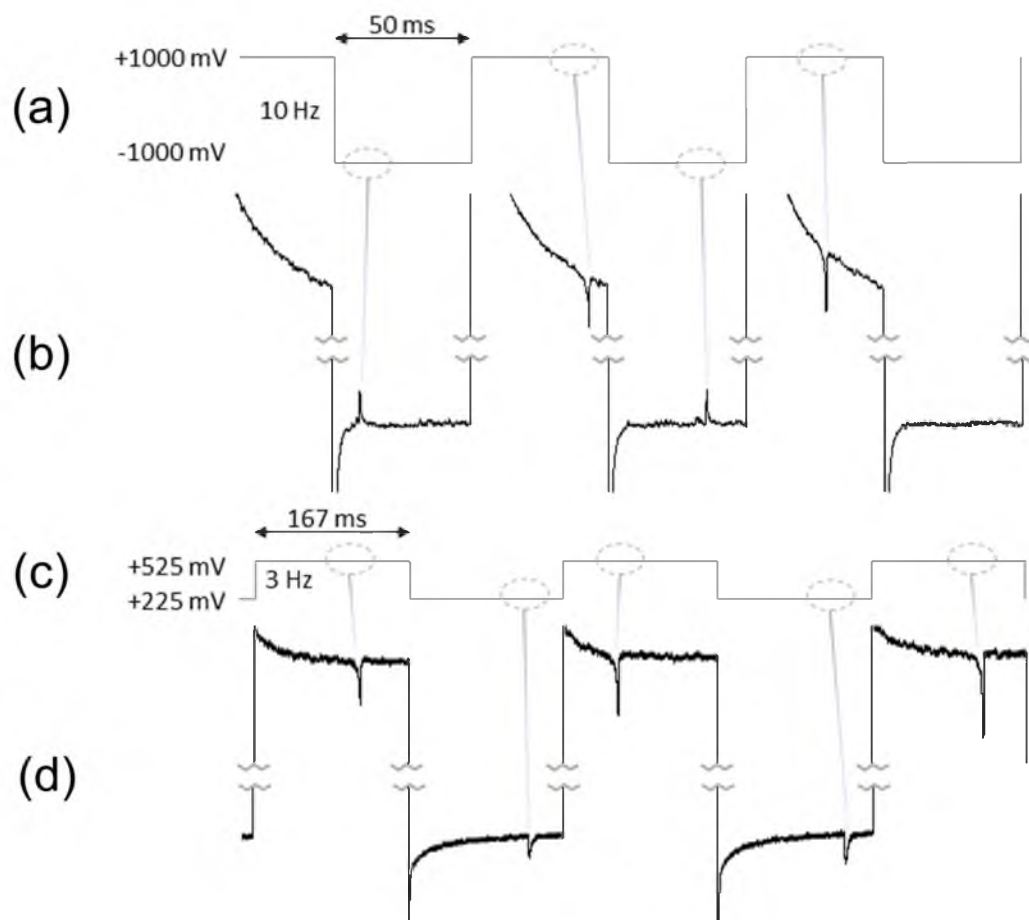 50 ms
+1000 mV
(a)
10 Hz
-1000 mV
(b)
167 ms
(c)
+525 mV
3 Hz
+225 mV
(d)